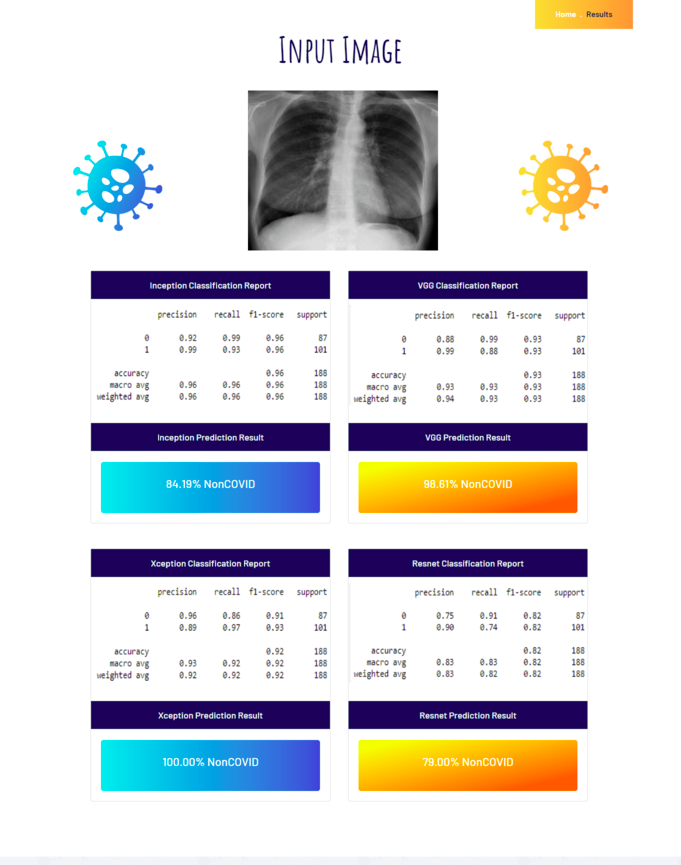 Home . Results
Input Image
Inception Classification Report
precision recall f1-score support
0 0.92 0.99 0.96 87
1 0.99 0.93 0.96 101
accuracy 0.96 188
macro avg 0.96 0.96 0.96 188
weighted avg 0.96 0.96 0.96 188
Inception Prediction Result
84.19% NonCOVID
VGG Classification Report
precision recall f1-score support
0 0.88 0.99 0.93 87
1 0.99 0.88 0.93 101
accuracy 0.93 188
macro avg 0.93 0.93 0.93 188
weighted avg 0.94 0.93 0.93 188
VGG Prediction Result
98.61% NonCOVID
Xception Classification Report
precision recall f1-score support
0 0.96 0.86 0.91 87
1 0.89 0.97 0.93 101
accuracy 0.92 188
macro avg 0.93 0.92 0.92 188
weighted avg 0.92 0.92 0.92 188
Xception Prediction Result
100.00% NonCOVID
Resnet Classification Report
precision recall f1-score support
0 0.75 0.91 0.82 87
1 0.90 0.74 0.82 101
accuracy 0.82 188
macro avg 0.83 0.83 0.82 188
weighted avg 0.83 0.82 0.82 188
Resnet Prediction Result
79.00% NonCOVID